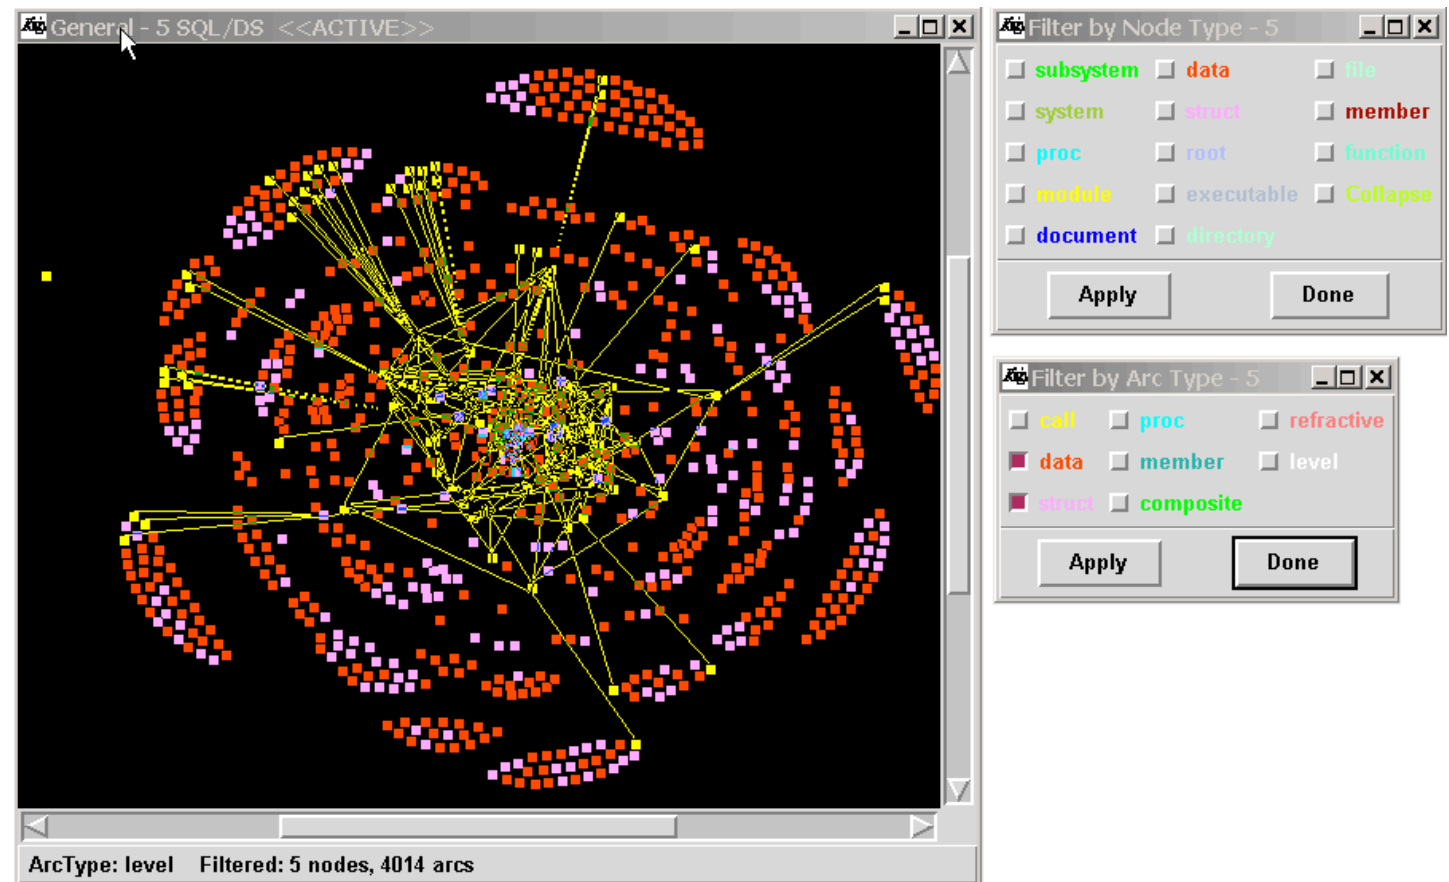 General - 5 SQL/DS <<ACTIVE>>
ArcType: level Filtered: 5 nodes, 4014 arcs
Filter by Node Type - 5
subsystem data file
system struct member
proc root function
module executable Collapse
document directory
Apply Done
Filter by Arc Type - 5
call proc refractive
data member level
struct composite
Apply Done